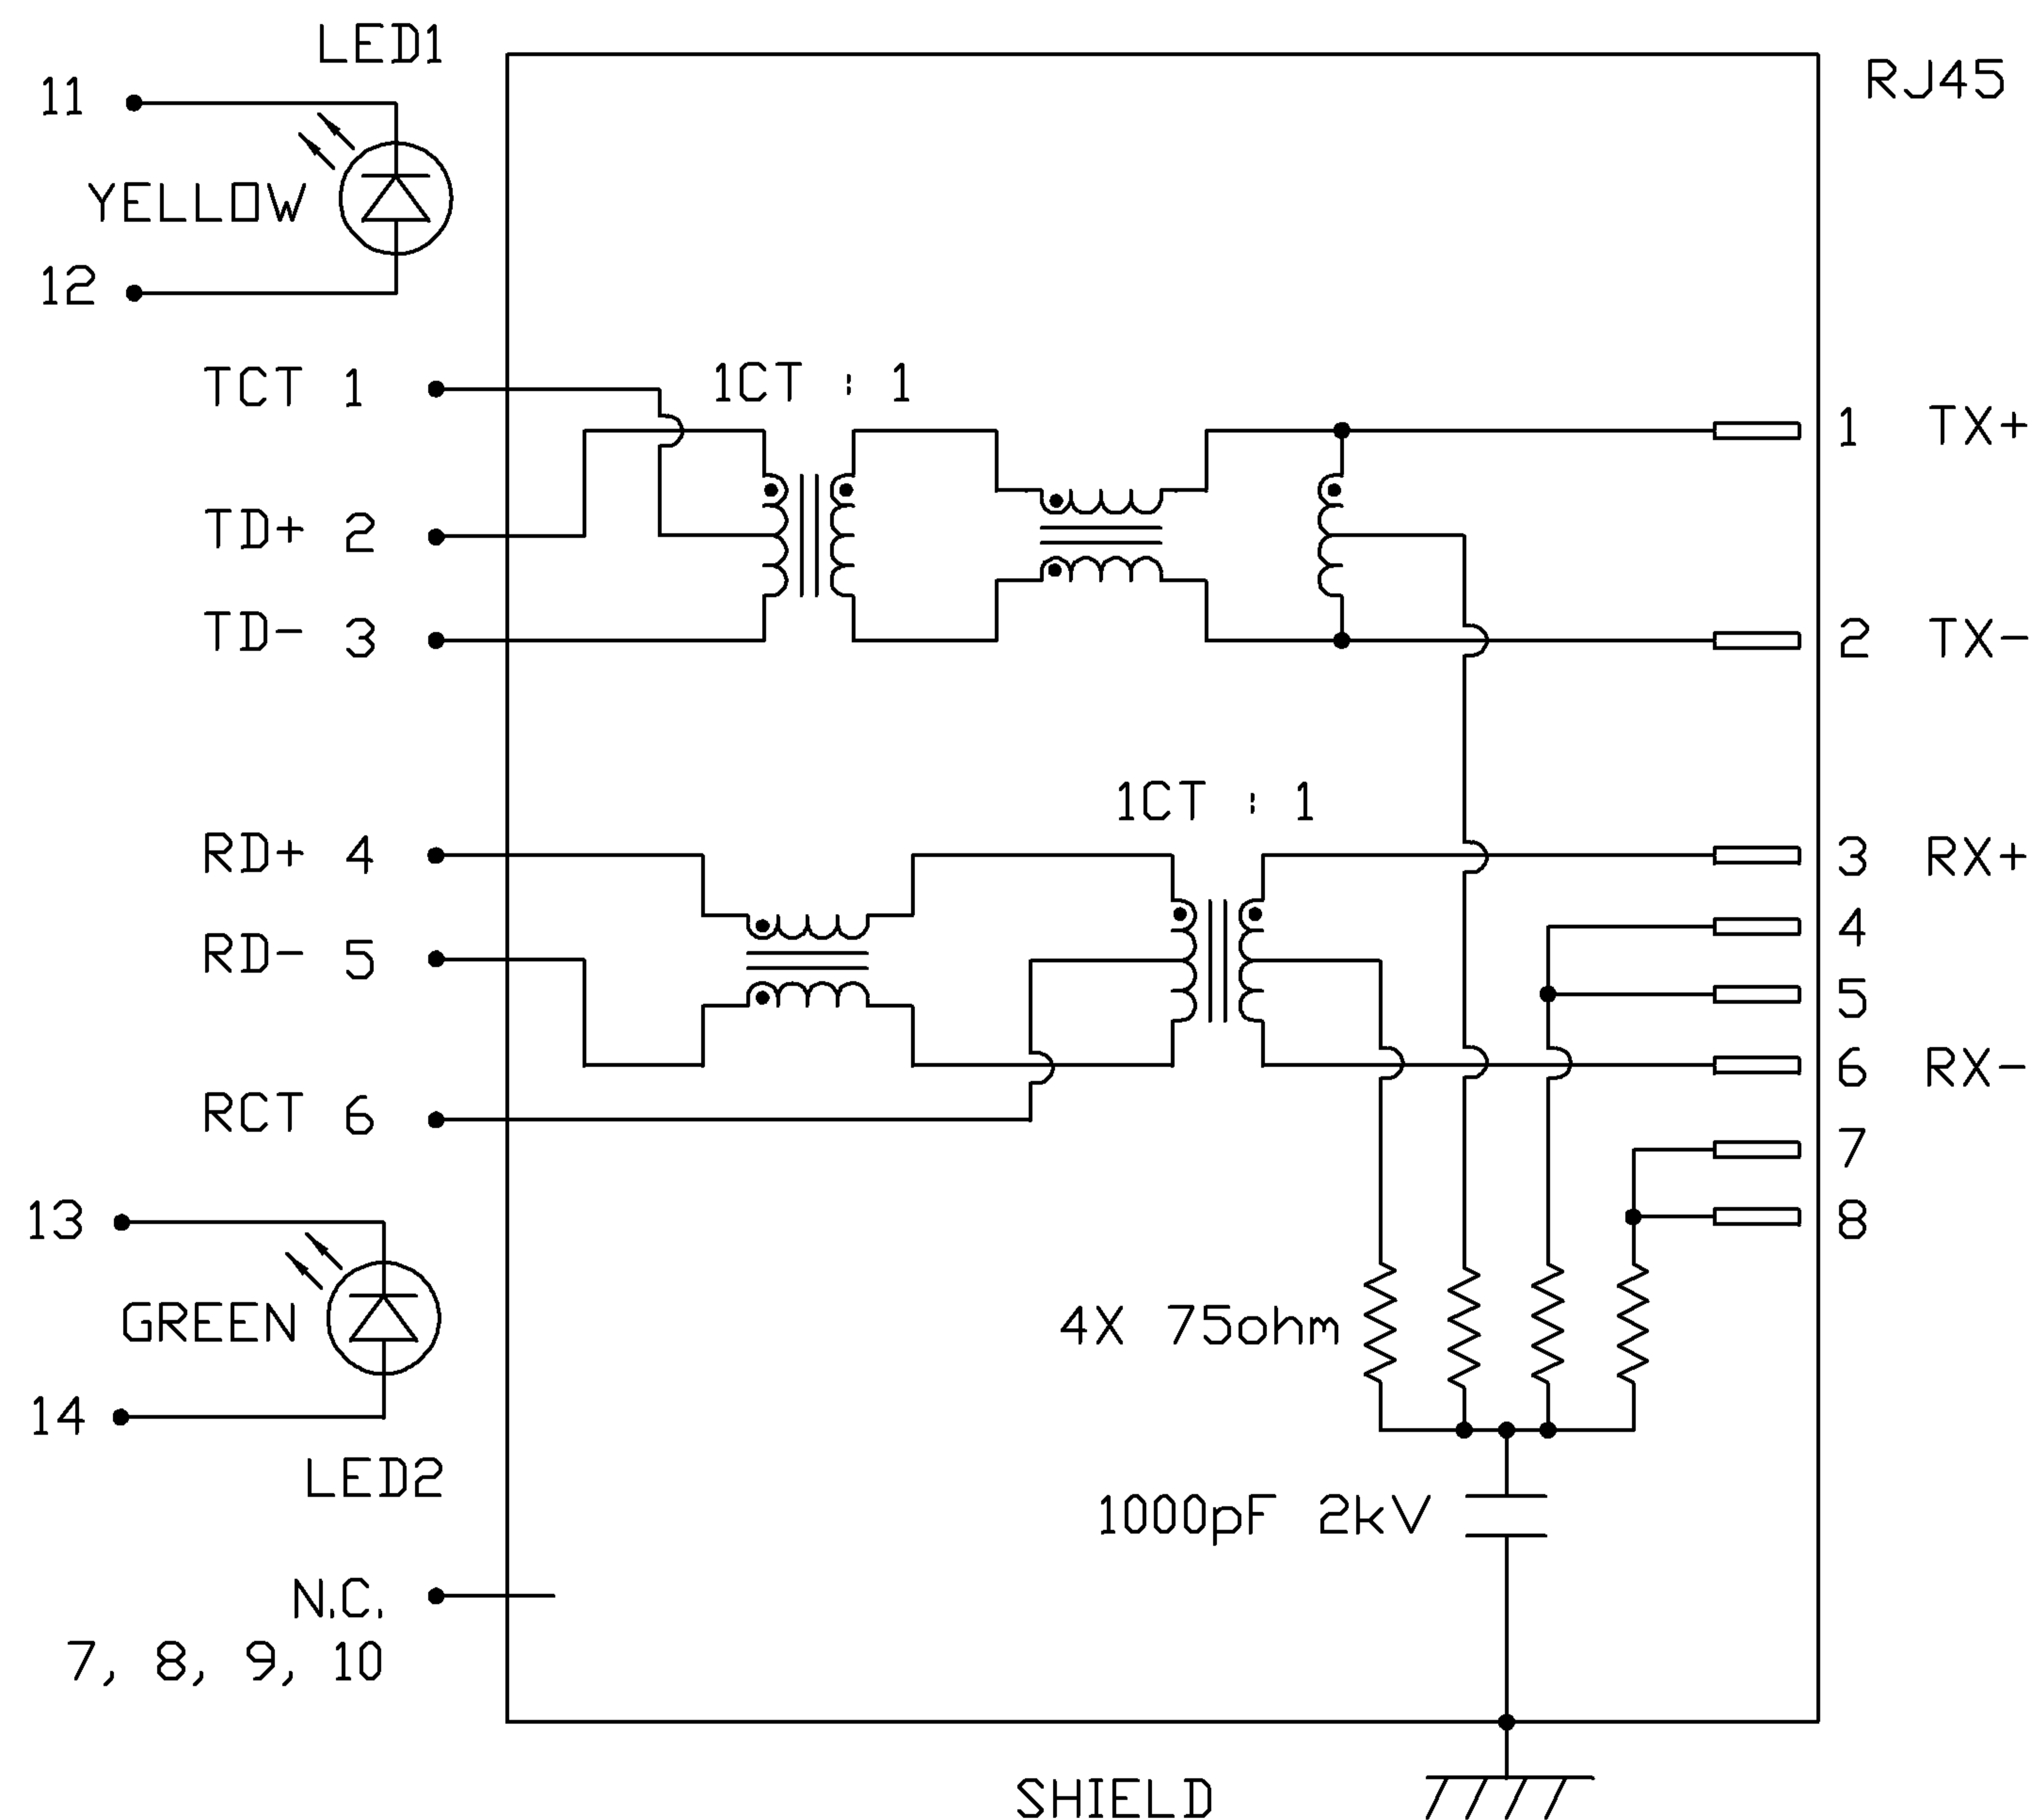 LED1
RJ45
11
YELLOW
12
TCT 1
1CT : 1
1 TX+
TD+ 2
TD- 3
2 TX-
1CT : 1
RD+ 4
3 RX+
4
RD- 5
5
6 RX-
RCT 6
7
8
13
GREEN
4X 75ohm
14
LED2
1000pF 2kV
N.C.
7, 8, 9, 10
SHIELD